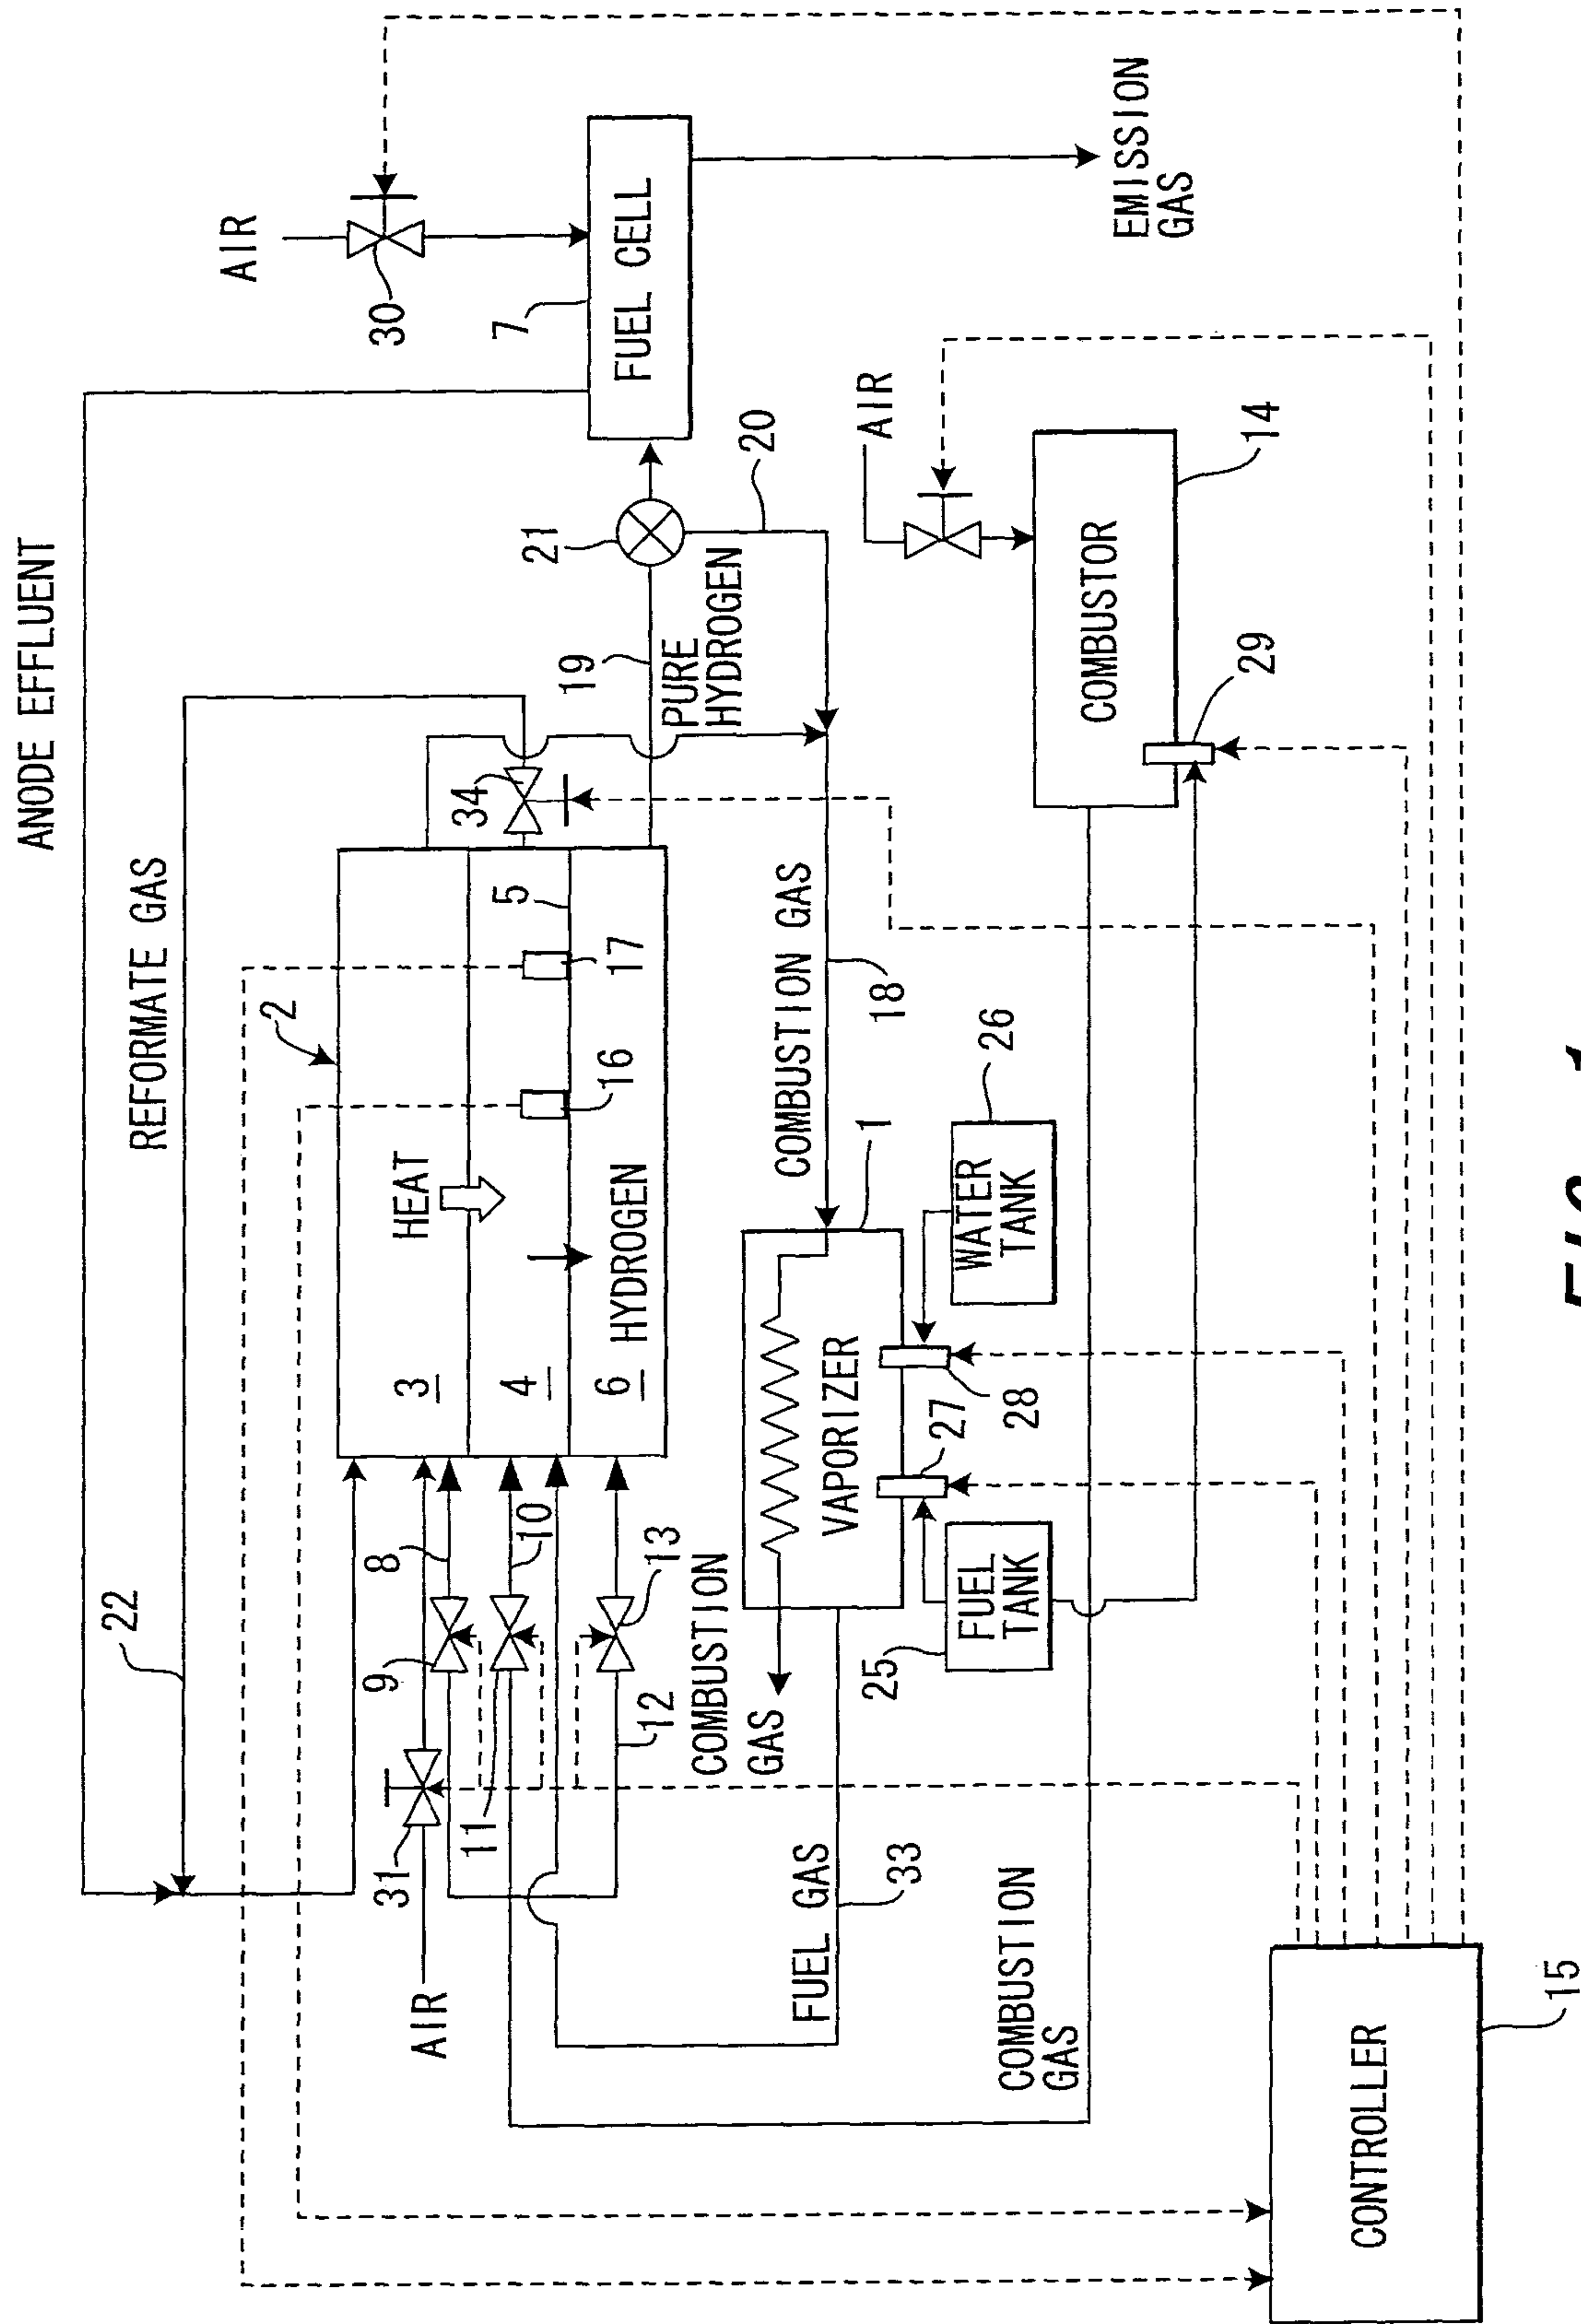 ANODE EFFLUENT
REFORMATE GAS
22
2
AIR
30
7
FUEL CELL
EMISSION
GAS
HEAT
3
4
6
HYDROGEN
16
17
5
34
19
PURE
HYDROGEN
21
20
8
9
10
11
12
13
31
AIR
COMBUSTION GAS
18
1
VAPORIZER
COMBUSTION
GAS
FUEL GAS
33
25
FUEL
TANK
27
28
WATER
TANK
26
AIR
COMBUSTOR
14
29
COMBUSTION
GAS
CONTROLLER
15